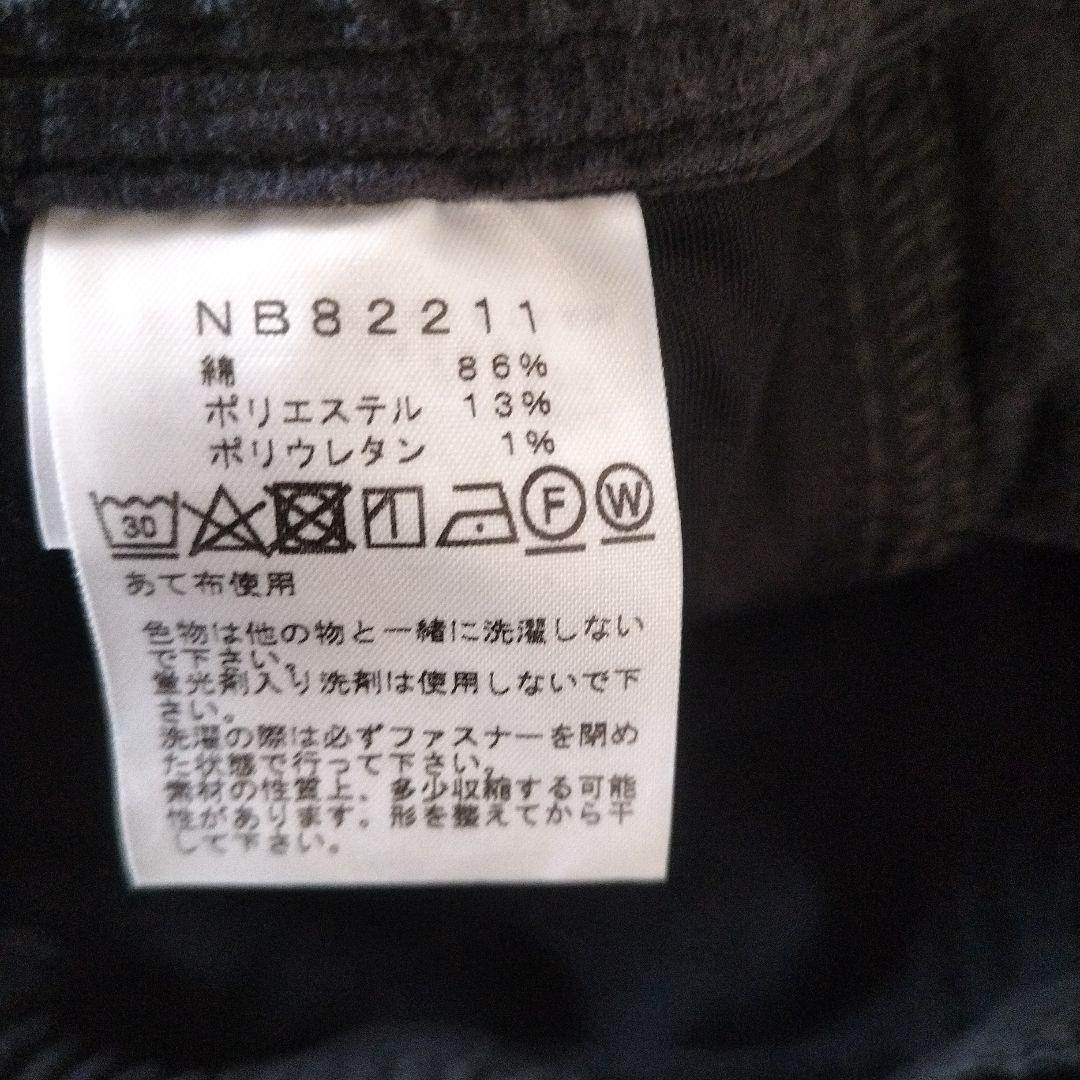 NB82211
綿 86%
ポリエステル 13%
ポリウレタン 1%
30 F W
あて布使用
色物は他の物と一緒に洗濯しない
で下さい。
蛍光剤入り洗剤は使用しないで下
さい。
洗濯の際は必ずファスナーを閉め
た状態で行って下さい。
素材の性質上、多少収縮する可能
性があります。形を整えてから干
して下さい。